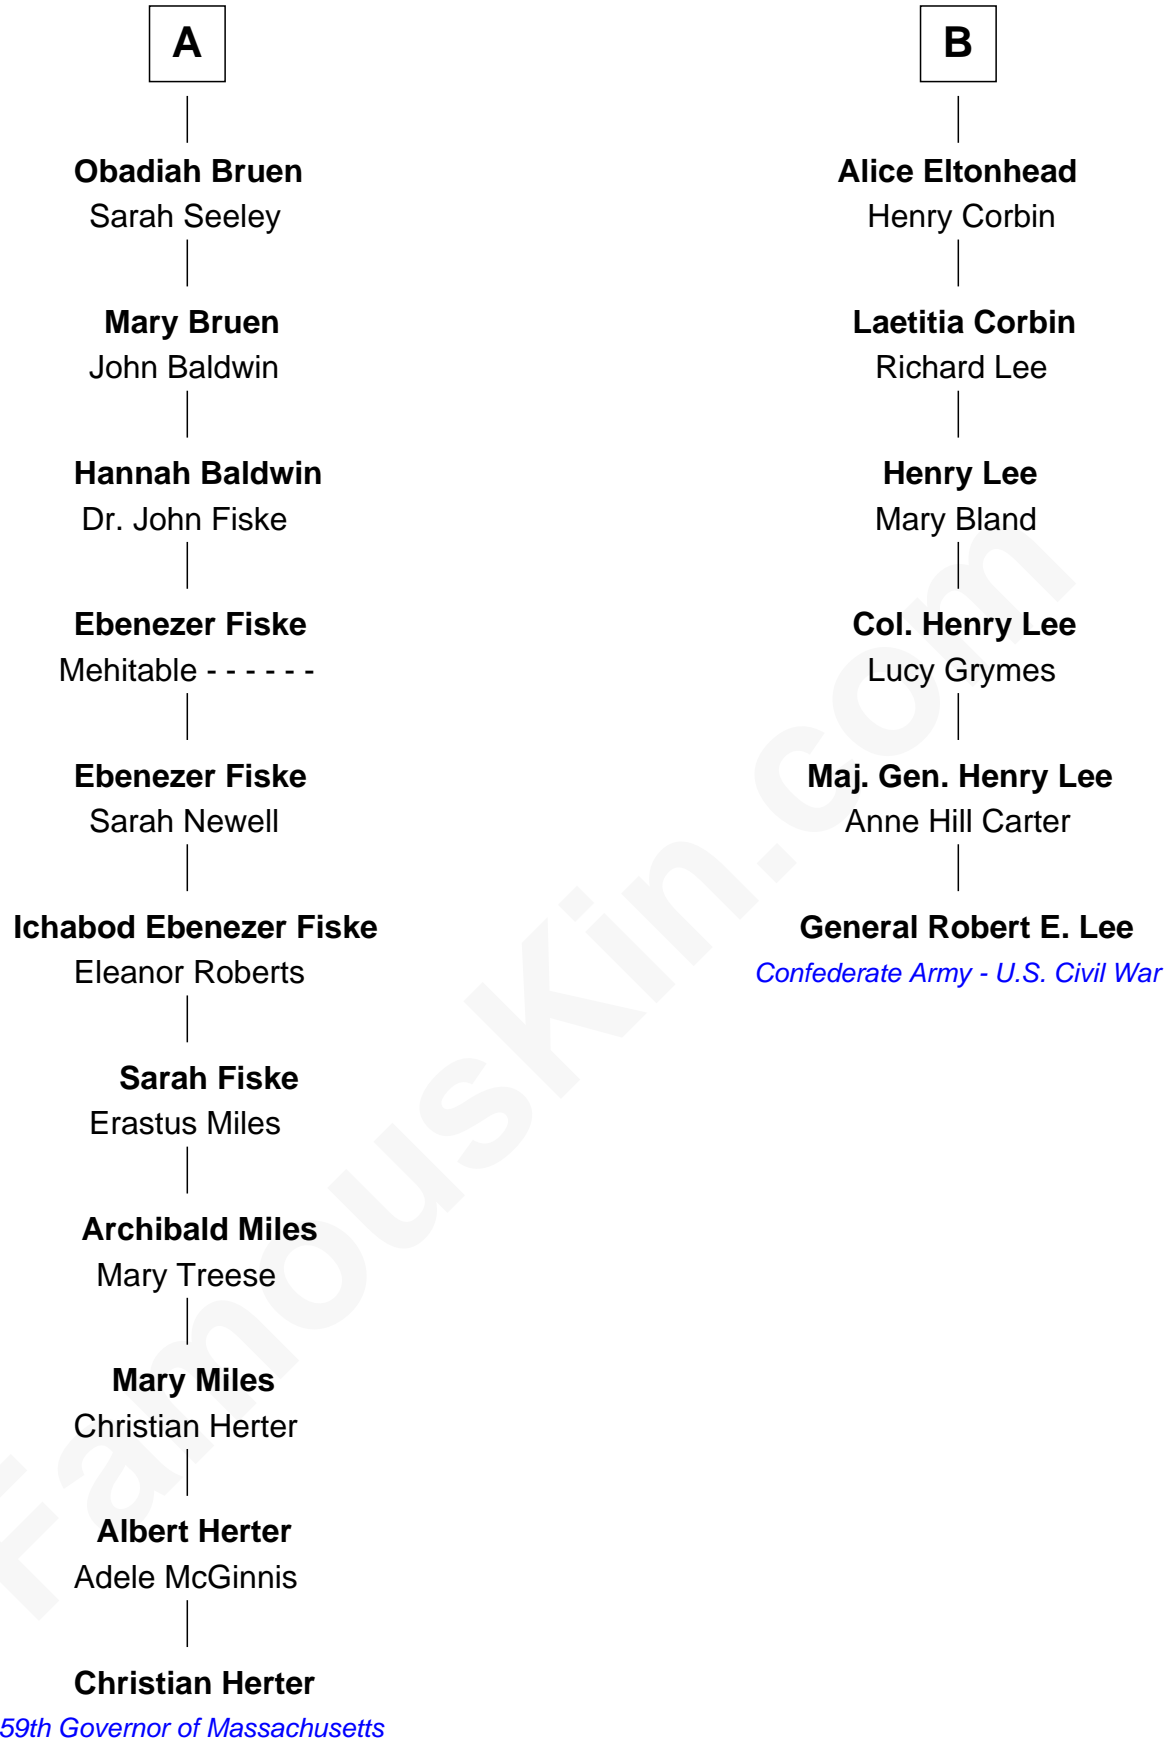 A
Obadiah Bruen
Sarah Seeley
Mary Bruen
John Baldwin
Hannah Baldwin
Dr. John Fiske
Ebenezer Fiske
Mehitable - - - - - -
Ebenezer Fiske
Sarah Newell
Ichabod Ebenezer Fiske
Eleanor Roberts
Sarah Fiske
Erastus Miles
Archibald Miles
Mary Treese
Mary Miles
Christian Herter
Albert Herter
Adele McGinnis
Christian Herter
59th Governor of Massachusetts
B
Alice Eltonhead
Henry Corbin
Laetitia Corbin
Richard Lee
Henry Lee
Mary Bland
Col. Henry Lee
Lucy Grymes
Maj. Gen. Henry Lee
Anne Hill Carter
General Robert E. Lee
Confederate Army - U.S. Civil War
FamousKin.com